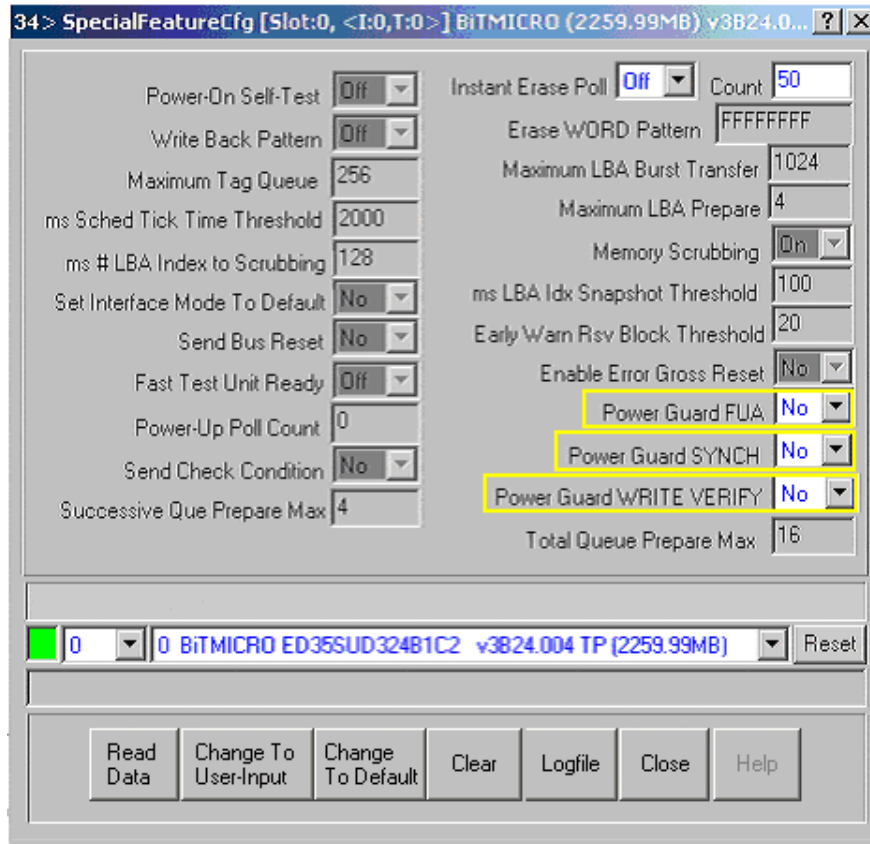 34> SpecialFeatureCfg [Slot:0, <I:0,T:0>] BiTMICRO (2259.99MB) v3B24.0... ? X
Power-On Self-Test Off
Write Back Pattern Off
Maximum Tag Queue 256
ms Sched Tick Time Threshold 2000
ms # LBA Index to Scrubbing 128
Set Interface Mode To Default No
Send Bus Reset No
Fast Test Unit Ready Off
Power-Up Poll Count 0
Send Check Condition No
Successive Que Prepare Max 4
Instant Erase Poll Off Count 50
Erase WORD Pattern FFFFFFFF
Maximum LBA Burst Transfer 1024
Maximum LBA Prepare 4
Memory Scrubbing On
ms LBA Idx Snapshot Threshold 100
Early Warn Rsv Block Threshold 20
Enable Error Gross Reset No
Power Guard FUA No
Power Guard SYNCH No
Power Guard WRITE VERIFY No
Total Queue Prepare Max 16
0 0 BiTMICRO ED35SUD324B1C2 v3B24.004 TP (2259.99MB) Reset
Read Data
Change To User-Input
Change To Default
Clear
Logfile
Close
Help